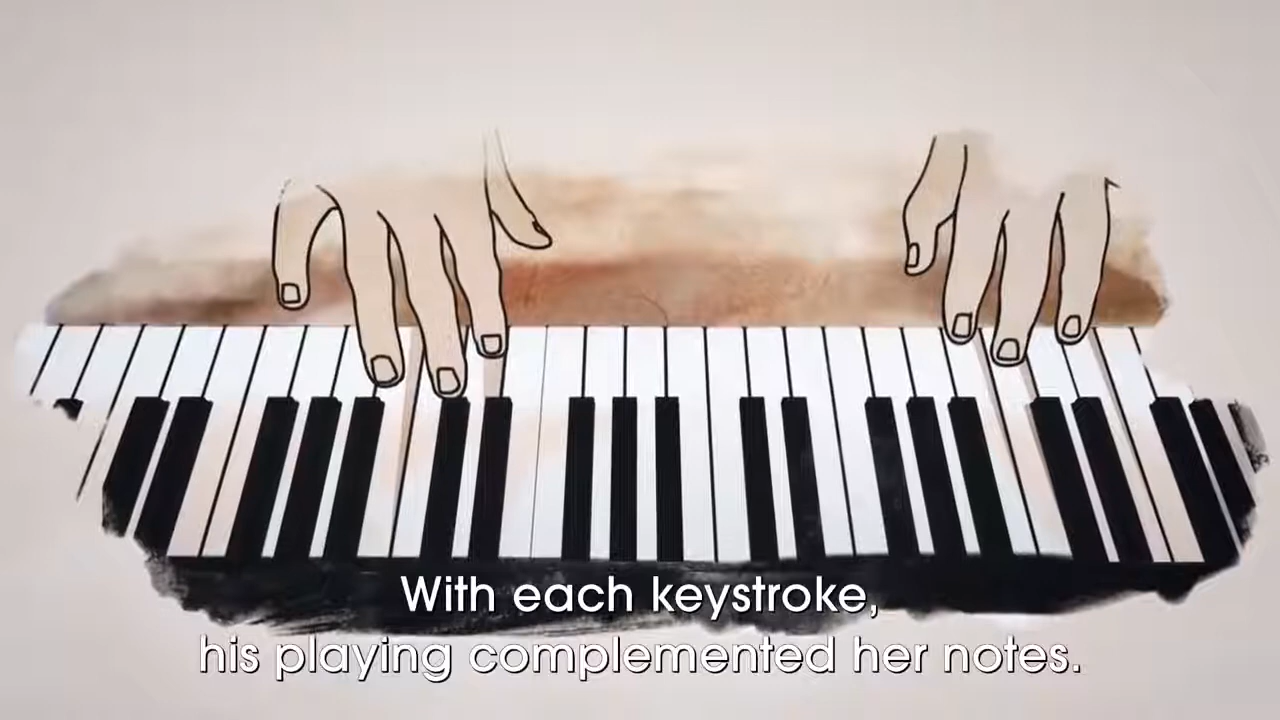 With each keystroke,
his playing complemented her notes.